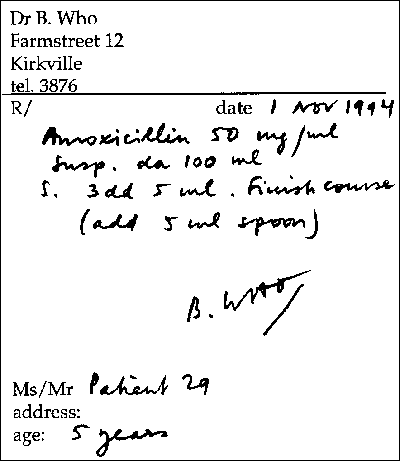 Dr B. Who
Farmstreet 12
Kirkville
tel. 3876
R/ date 1 Nov 1994
Amoxicillin 50 mg/ml
Susp. da 100 ml
S. 3dd 5 ml. Finish course
(add 5 ml spoon)
B. WHO
Ms/Mr Patient 29
address:
age: 5 years